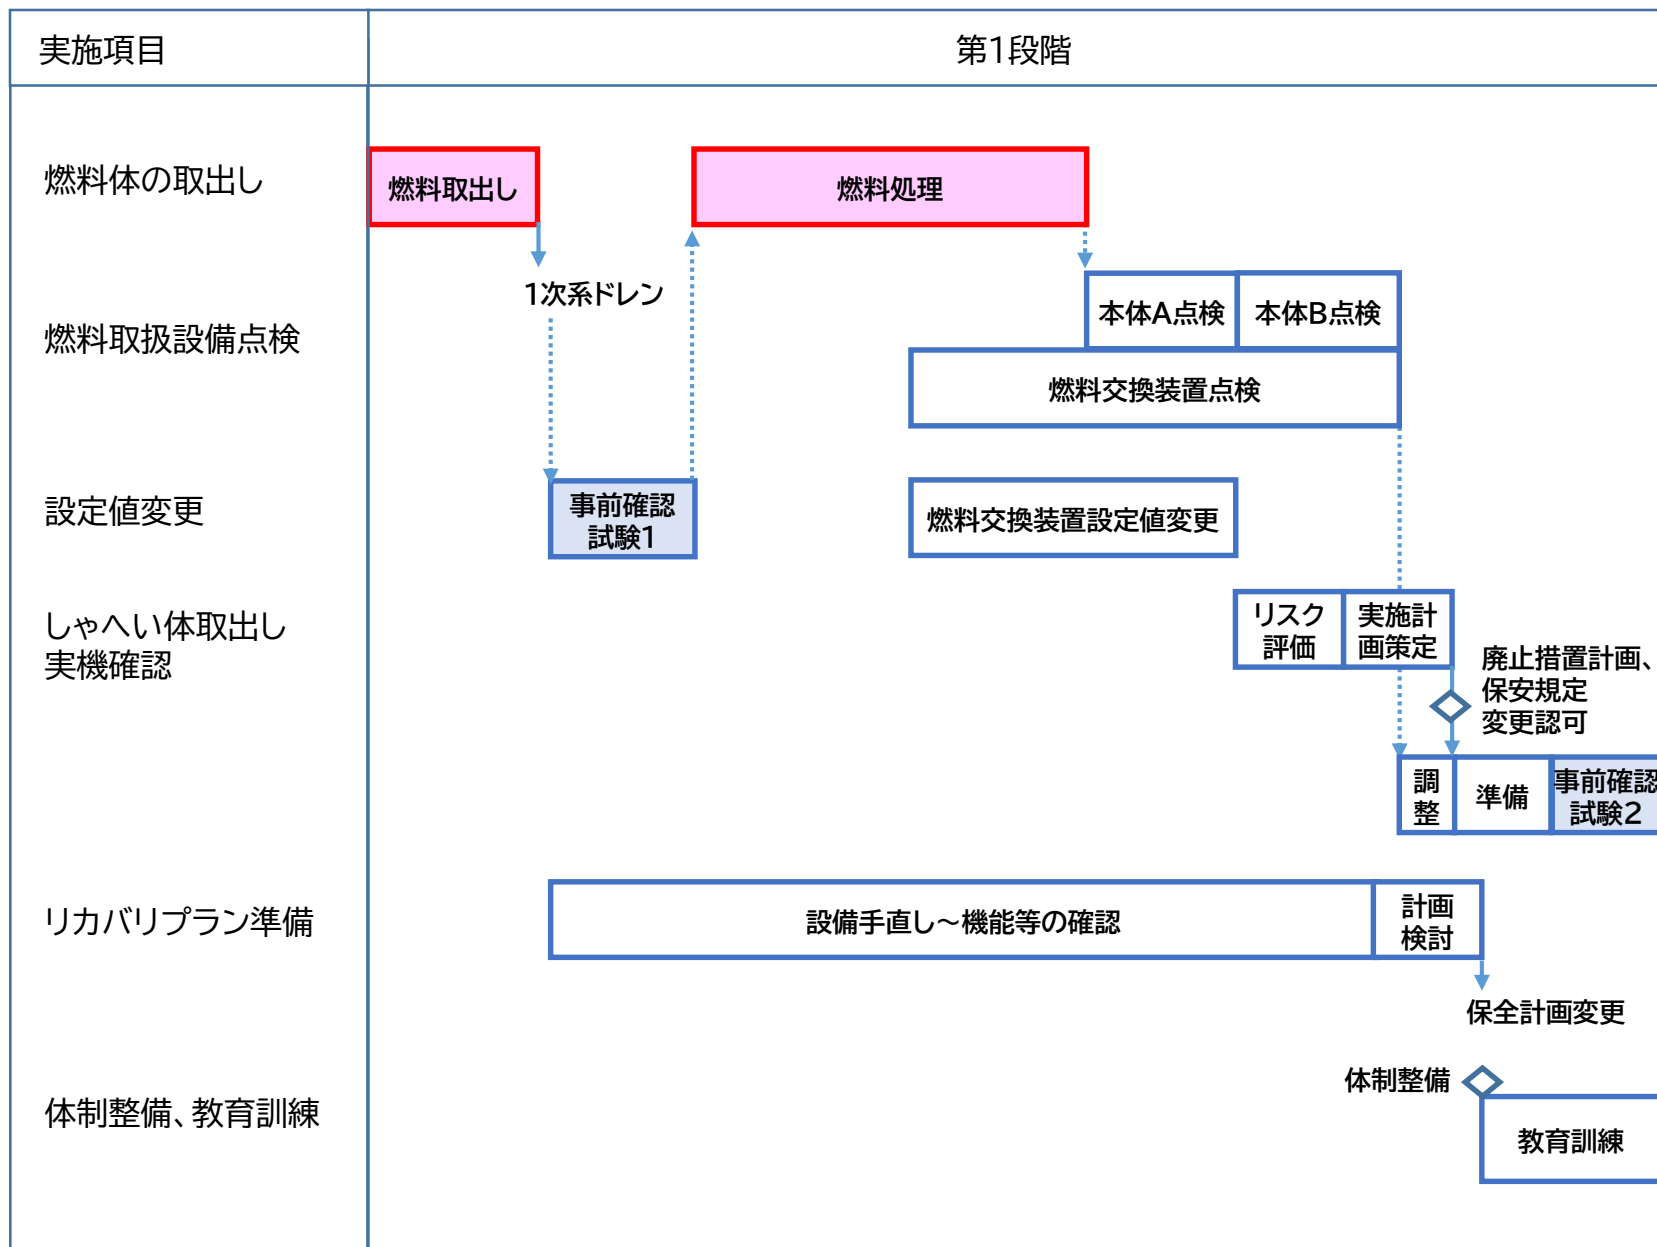 実施項目
第1段階
燃料体の取出し
燃料取出し
燃料処理
1次系ドレン
燃料取扱設備点検
本体A点検
本体B点検
燃料交換装置点検
設定値変更
事前確認
試験1
燃料交換装置設定値変更
しゃへい体取出し
実機確認
リスク
評価
実施計
画策定
廃止措置計画、
保安規定
変更認可
調
整
準備
事前確認
試験2
リカバリプラン準備
設備手直し～機能等の確認
計画
検討
保全計画変更
体制整備、教育訓練
体制整備
教育訓練